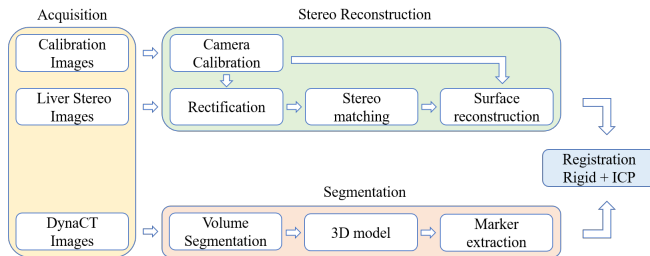 Acquisition
Stereo Reconstruction
Calibration
Images
Camera
Calibration
Liver Stereo
Images
Rectification
Stereo
matching
Surface
reconstruction
Registration
Rigid + ICP
Segmentation
DynaCT
Images
Volume
Segmentation
3D model
Marker
extraction